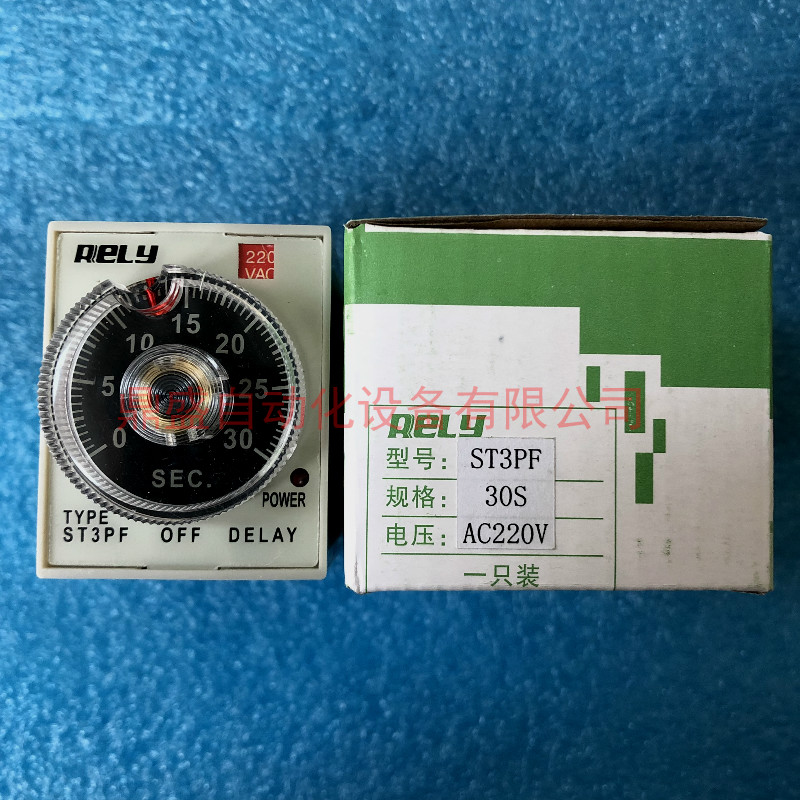 RELY
220
VAC
15
10 20
5 25
0 30
SEC.
POWER
TYPE
ST3PF OFF DELAY
鼎盛自动化设备有限公司
RELY
型号: ST3PF
规格: 30S
电压: AC220V
一只装